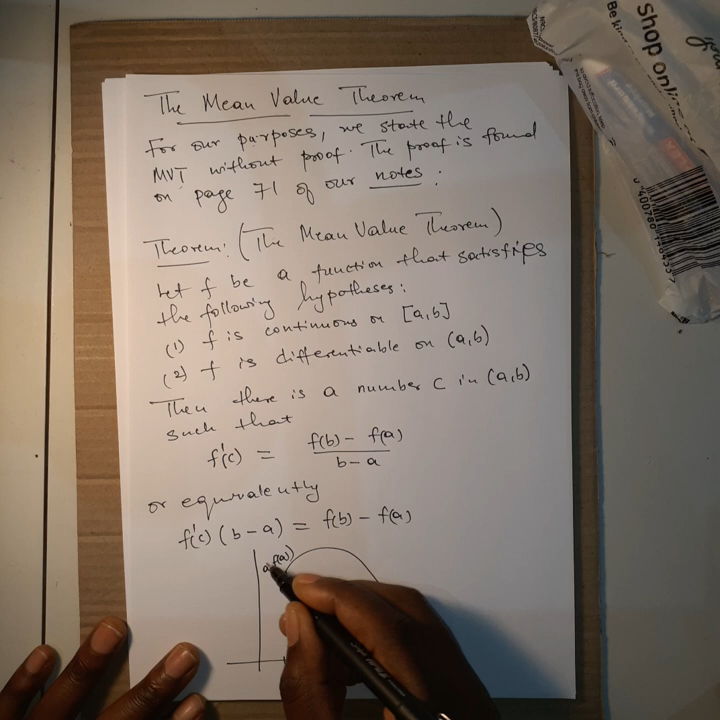 The Mean Value Theorem
For our purposes, we state the
MVT without proof. The proof is found
on page 71 of our notes:
Theorem: (The Mean Value Theorem)
Let f be a function that satisfies
the following hypotheses:
(1) f is continuous on [a,b]
(2) f is differentiable on (a,b)
Then there is a number C in (a,b)
such that
f'(c) = f(b) - f(a) / b - a
or equivalently
f'(c) (b-a) = f(b) - f(a)
a, f(a))
shop onl
Be ki